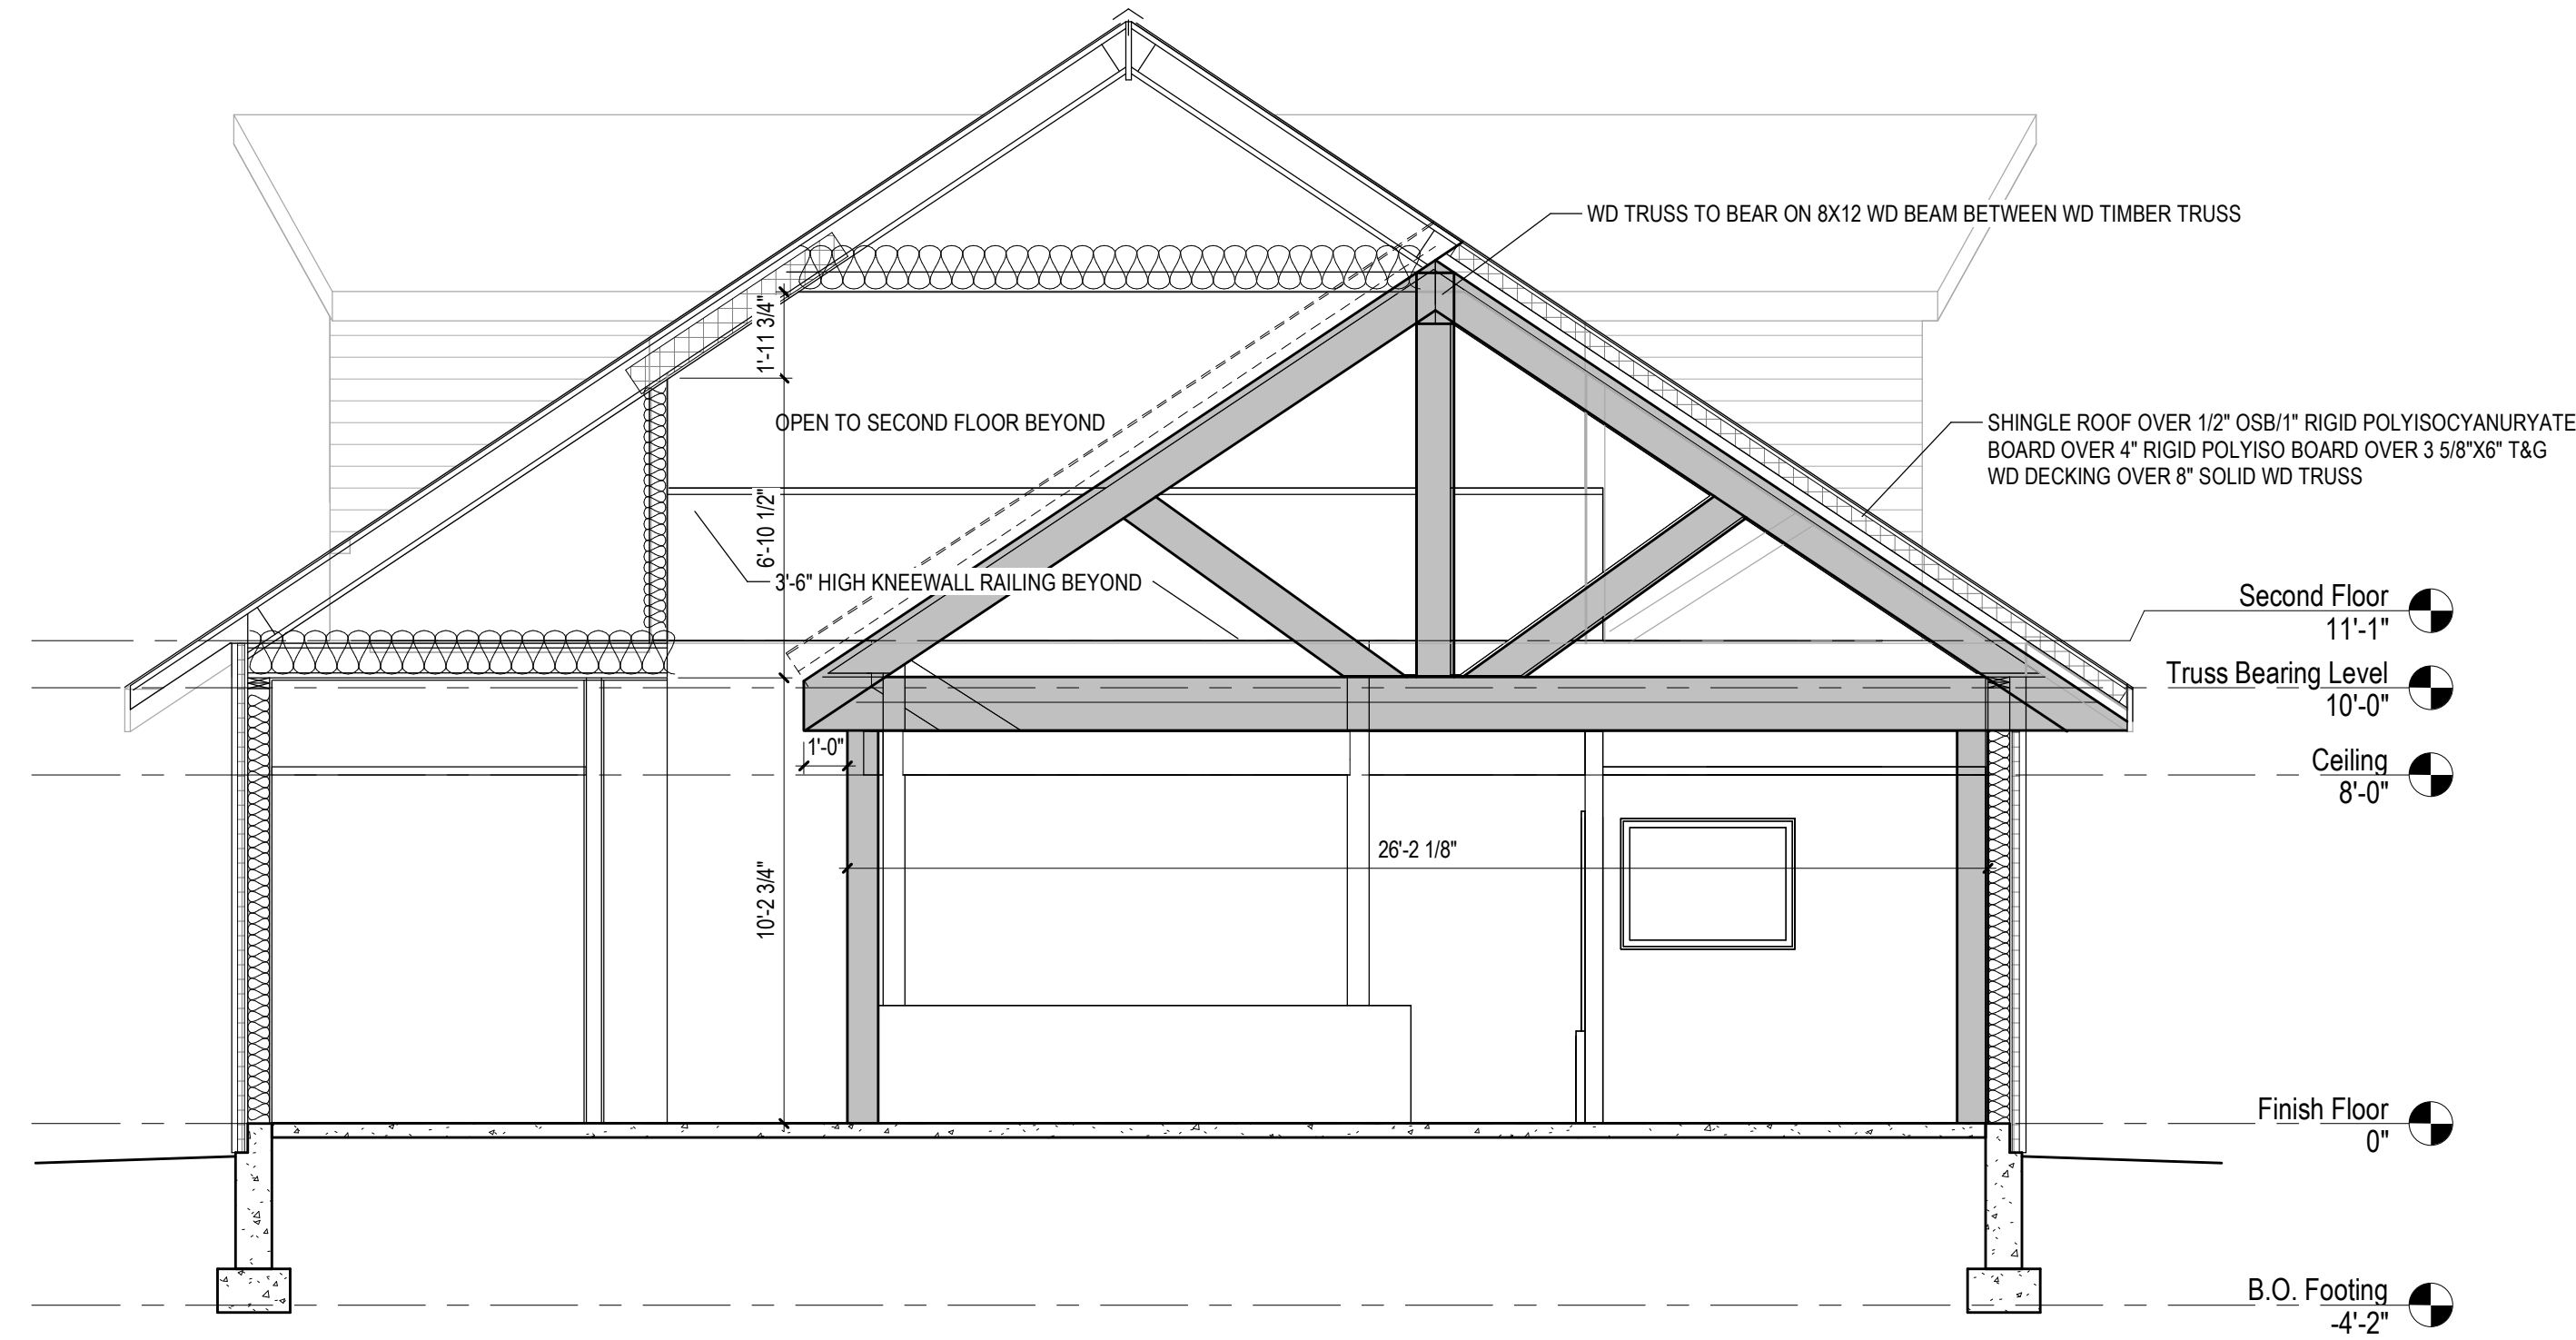 WD TRUSS TO BEAR ON 8X12 WD BEAM BETWEEN WD TIMBER TRUSS
1'-11 3/4"
OPEN TO SECOND FLOOR BEYOND
SHINGLE ROOF OVER 1/2" OSB/1" RIGID POLYISOCYANURYATE
BOARD OVER 4" RIGID POLYISO BOARD OVER 3 5/8"X6" T&G
WD DECKING OVER 8" SOLID WD TRUSS
6'-10 1/2"
3'-6" HIGH KNEEWALL RAILING BEYOND
Second Floor
11'-1"
Truss Bearing Level
10'-0"
1'-0"
Ceiling
8'-0"
26'-2 1/8"
10'-2 3/4"
Finish Floor
0"
B.O. Footing
-4'-2"